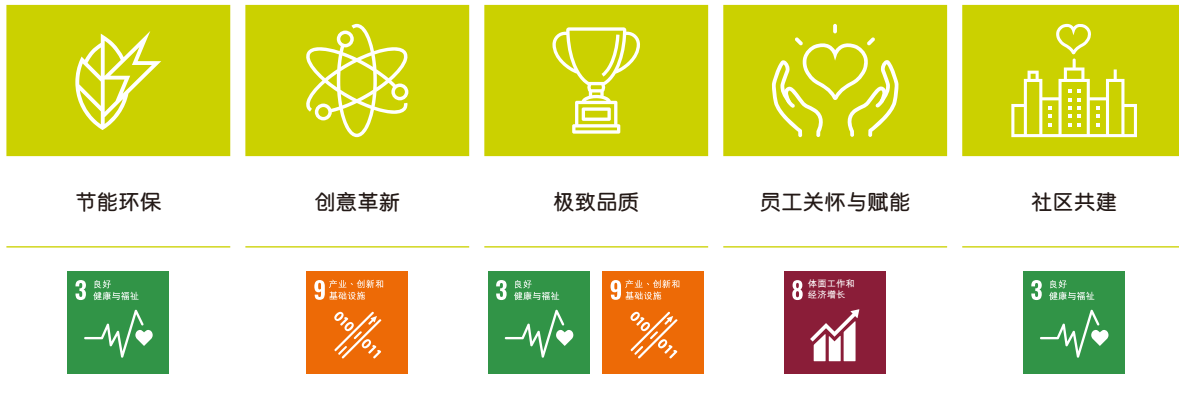 节能环保
创意革新
极致品质
员工关怀与赋能
社区共建
3 良好
健康与福祉
9 产业、创新和
基础设施
010
011
3 良好
健康与福祉
9 产业、创新和
基础设施
010
011
8 体面工作和
经济增长
3 良好
健康与福祉